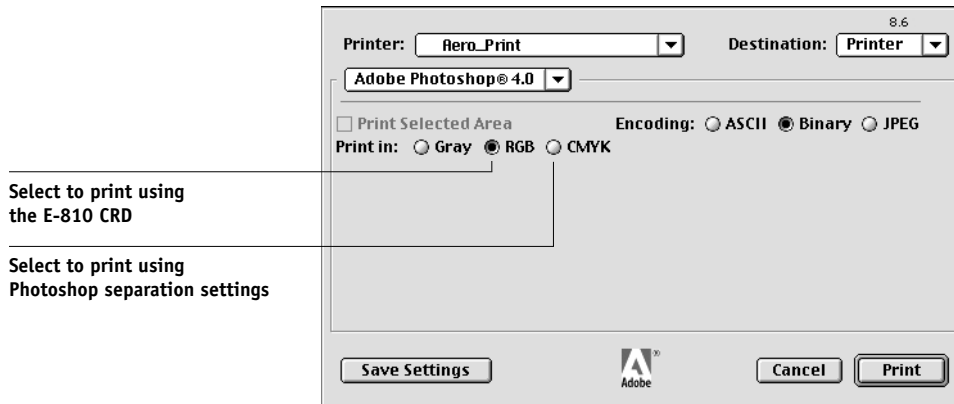 8.6
Printer: Aero_Print Destination: Printer
Adobe Photoshop® 4.0
Print Selected Area Encoding: ASCII Binary JPEG
Print in: Gray RGB CMYK
Select to print using
the E-810 CRD
Select to print using
Photoshop separation settings
Save Settings Adobe ® Cancel Print